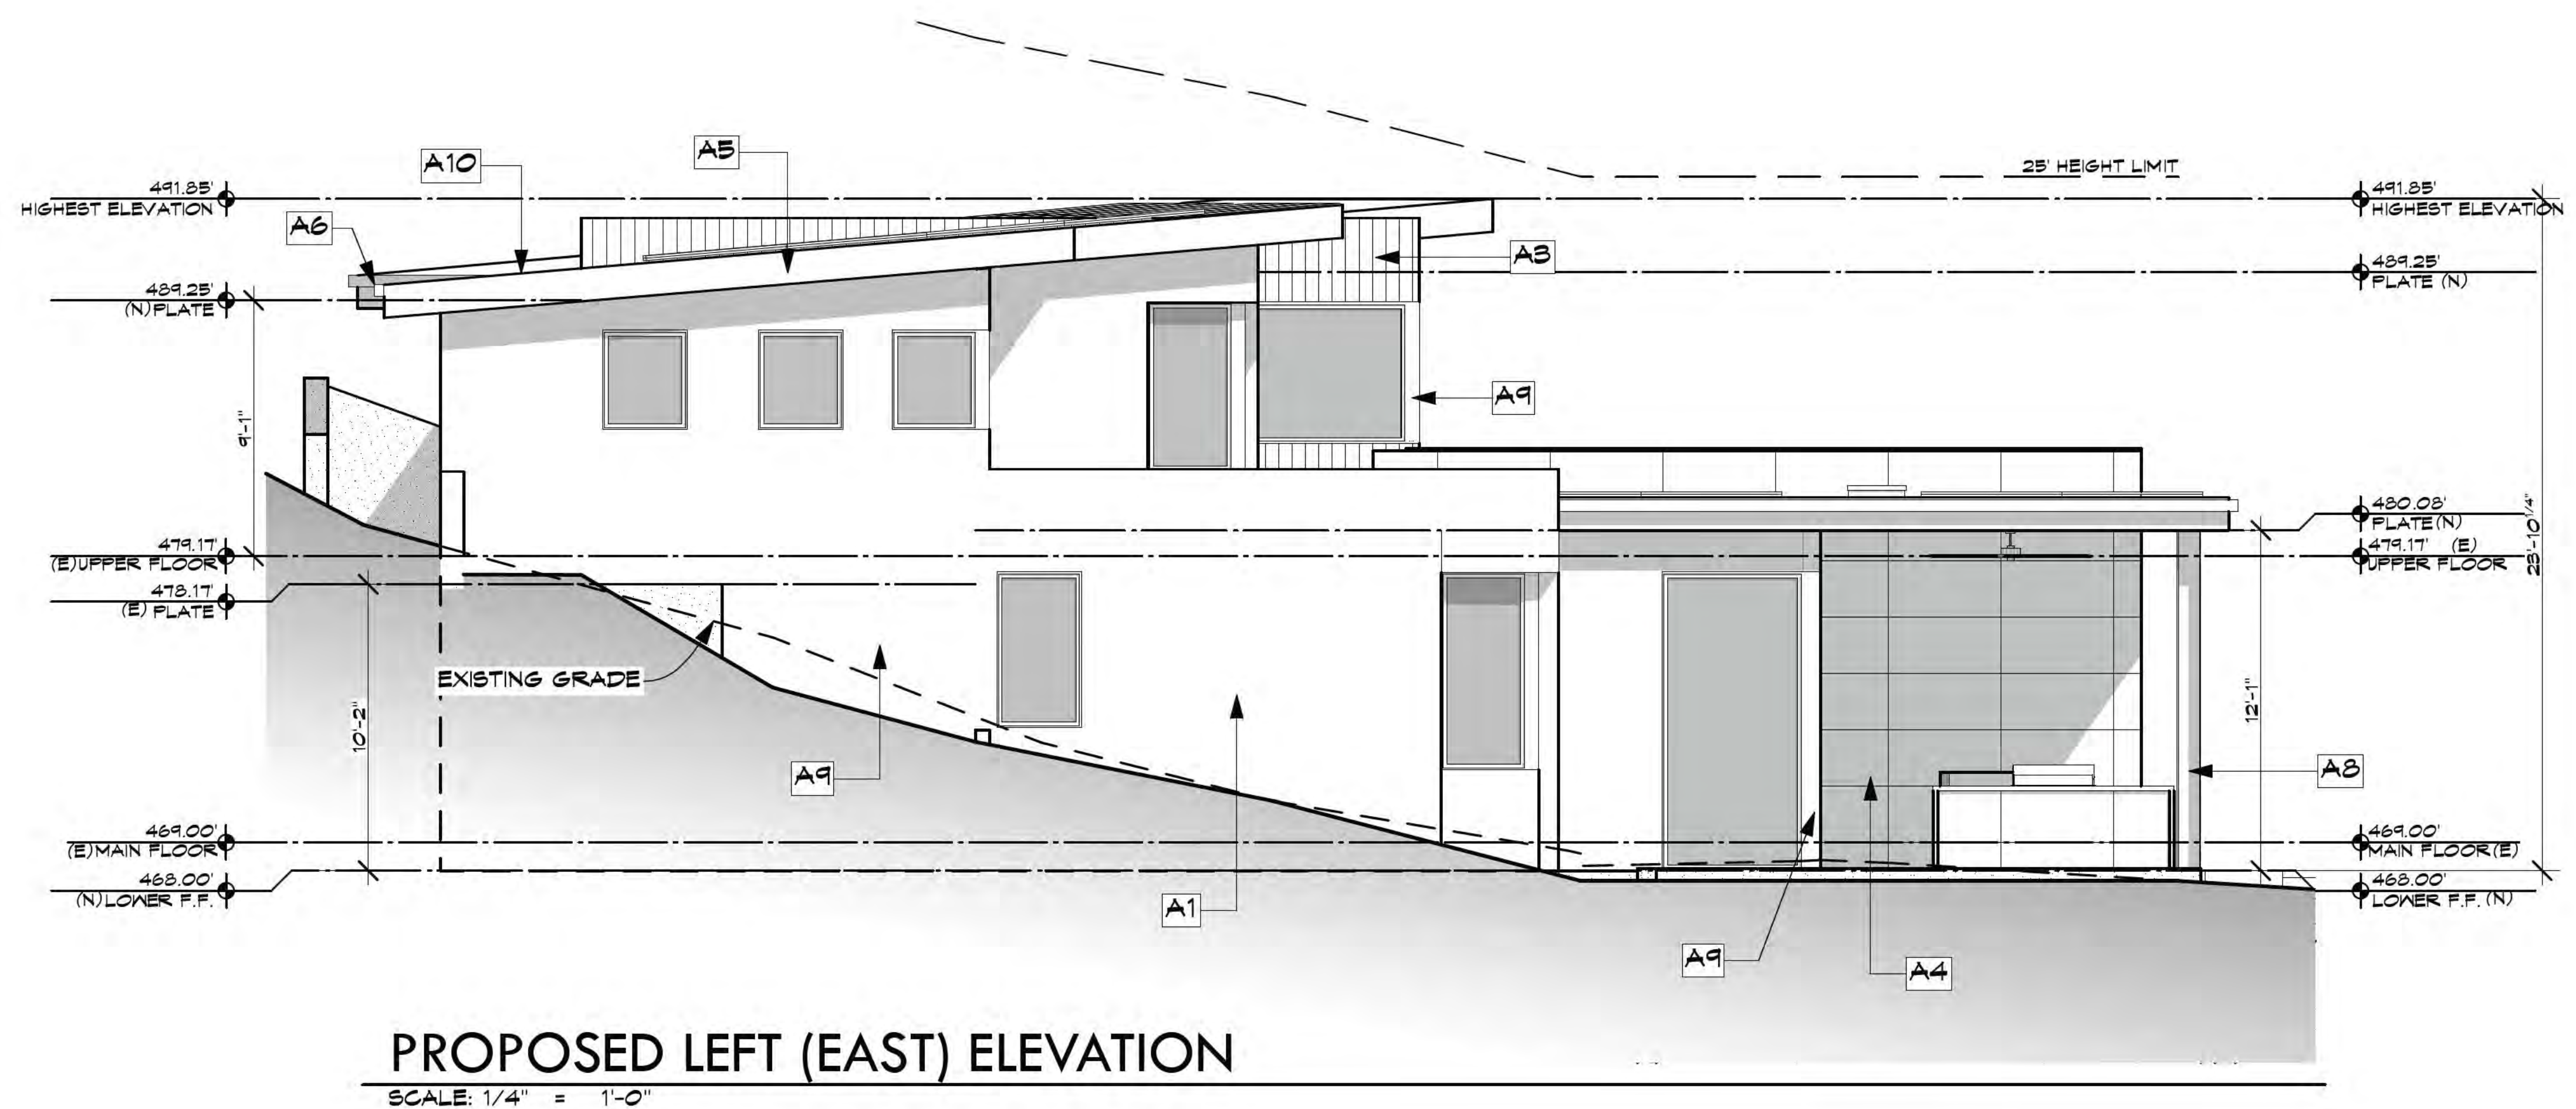 25' HEIGHT LIMIT
A10
A5
491.85'
HIGHEST ELEVATION
491.85'
HIGHEST ELEVATION
A6
A3
489.25'
(N)PLATE
489.25'
PLATE (N)
9'-1"
A9
480.08'
PLATE(N)
479.17'
(E)UPPER FLOOR
479.17' (E)
UPPER FLOOR
23'-10 1/4"
478.17'
(E) PLATE
EXISTING GRADE
10'-2"
12'-1"
A9
A8
469.00'
(E)MAIN FLOOR
469.00'
MAIN FLOOR(E)
468.00'
(N)LOWER F.F.
468.00'
LOWER F.F. (N)
A1
A9
A4
PROPOSED LEFT (EAST) ELEVATION
SCALE: 1/4" = 1'-0"